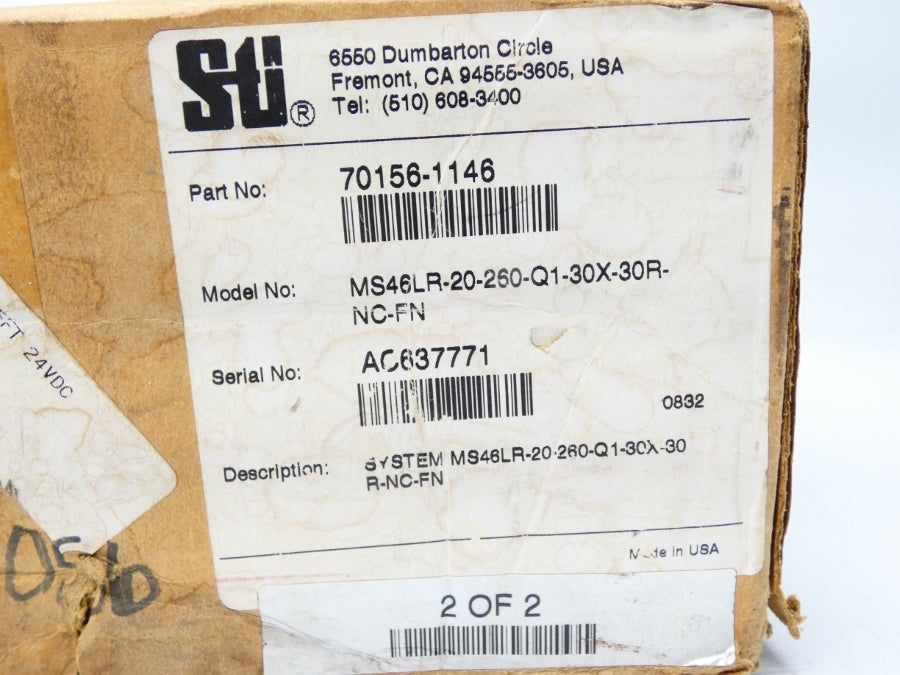 Sti®
6550 Dumbarton Circle
Fremont, CA 94555-3605, USA
Tel: (510) 608-3400
Part No: 70156-1146
Model No: MS46LR-20-260-Q1-30X-30R-
NC-FN
Serial No: AC637771
0832
Description: SYSTEM MS46LR-20-260-Q1-30X-30
R-NC-FN
Made in USA
2 OF 2
24VDC